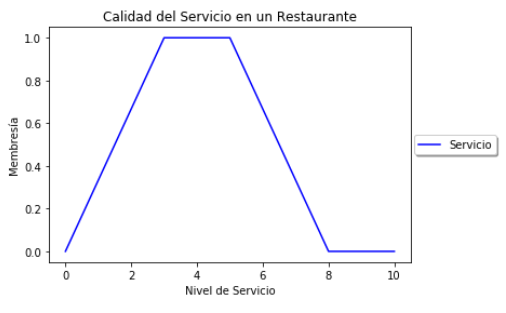 Calidad del Servicio en un Restaurante
1.0
0.8
0.6
0.4
0.2
0.0
Membresía
Servicio
0 2 4 6 8 10
Nivel de Servicio